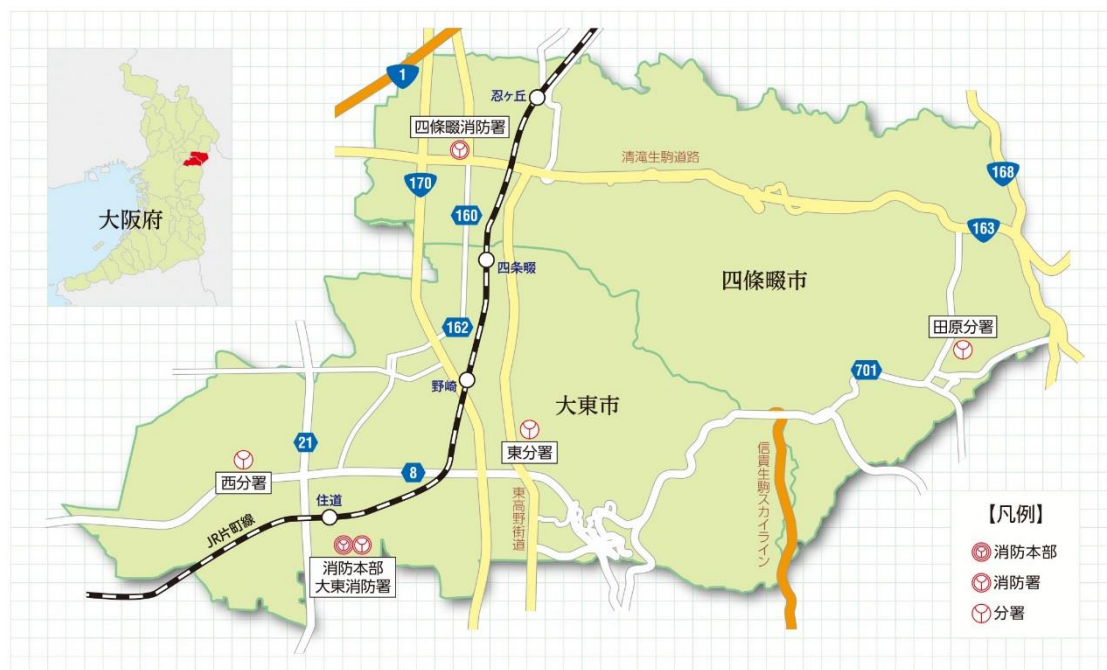 1
忍ヶ丘
四條畷消防署
清滝生駒道路
170
168
160
163
大阪府
四条畷
四條畷市
162
田原分署
野崎
701
大東市
21
東分署
西分署
8
信貴生駒スカイライン
東高野街道
住道
JR片町線
【凡例】
消防本部
大東消防署
消防本部
消防署
分署